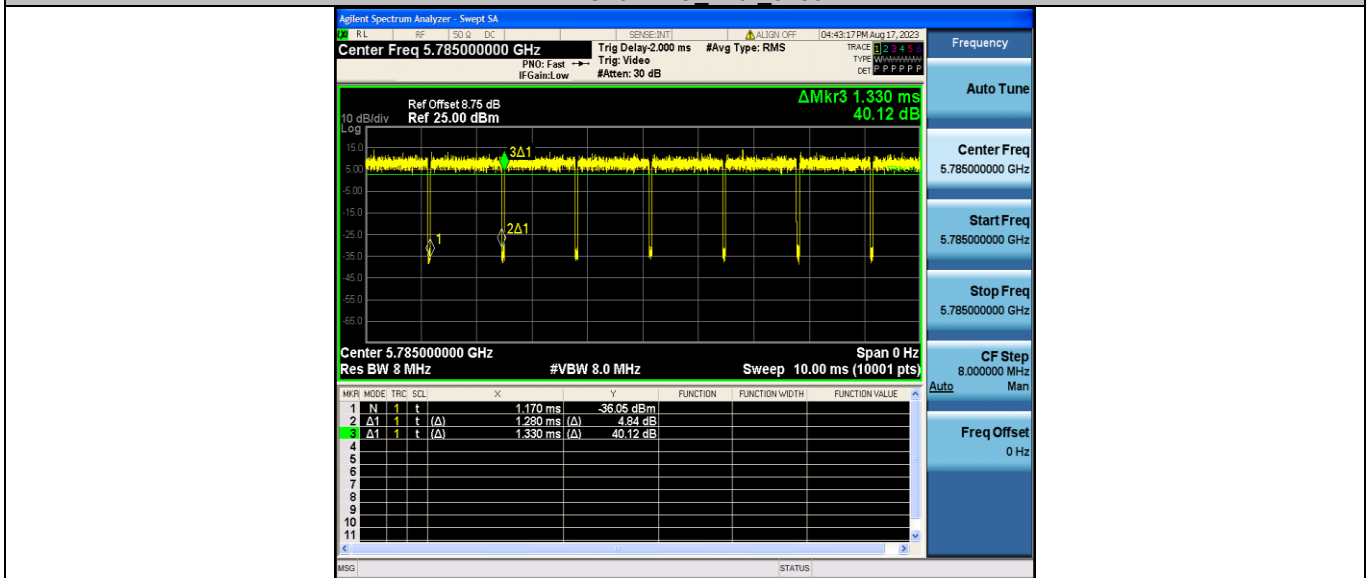 Agilent Spectrum Analyzer - Swept SA
RL RF 50 Ω DC SENSE:INT ALIGN OFF 04:43:17 PM Aug 17, 2023
Center Freq 5.785000000 GHz Trig Delay-2.000 ms #Avg Type: RMS TRACE 1 2 3 4 5 6
PNO: Fast Trig: Video TYPE
IFGain:Low #Atten: 30 dB DET P P P P P P
Frequency
ΔMkr3 1.330 ms
40.12 dB
Ref Offset 8.75 dB
10 dB/div Ref 25.00 dBm
Log
15.0
5.00
-5.00
-15.0
-25.0
-35.0
-45.0
-55.0
-65.0
3Δ1
2Δ1
1
Center 5.785000000 GHz Span 0 Hz
Res BW 8 MHz #VBW 8.0 MHz Sweep 10.00 ms (10001 pts)
MKR MODE TRC SCL X Y FUNCTION FUNCTION WIDTH FUNCTION VALUE
1 N 1 t 1.170 ms -36.05 dBm
2 Δ1 1 t (Δ) 1.280 ms (Δ) 4.84 dB
3 Δ1 1 t (Δ) 1.330 ms (Δ) 40.12 dB
4
5
6
7
8
9
10
11
Auto Tune
Center Freq
5.785000000 GHz
Start Freq
5.785000000 GHz
Stop Freq
5.785000000 GHz
CF Step
8.000000 MHz
Auto Man
Freq Offset
0 Hz
MSG STATUS